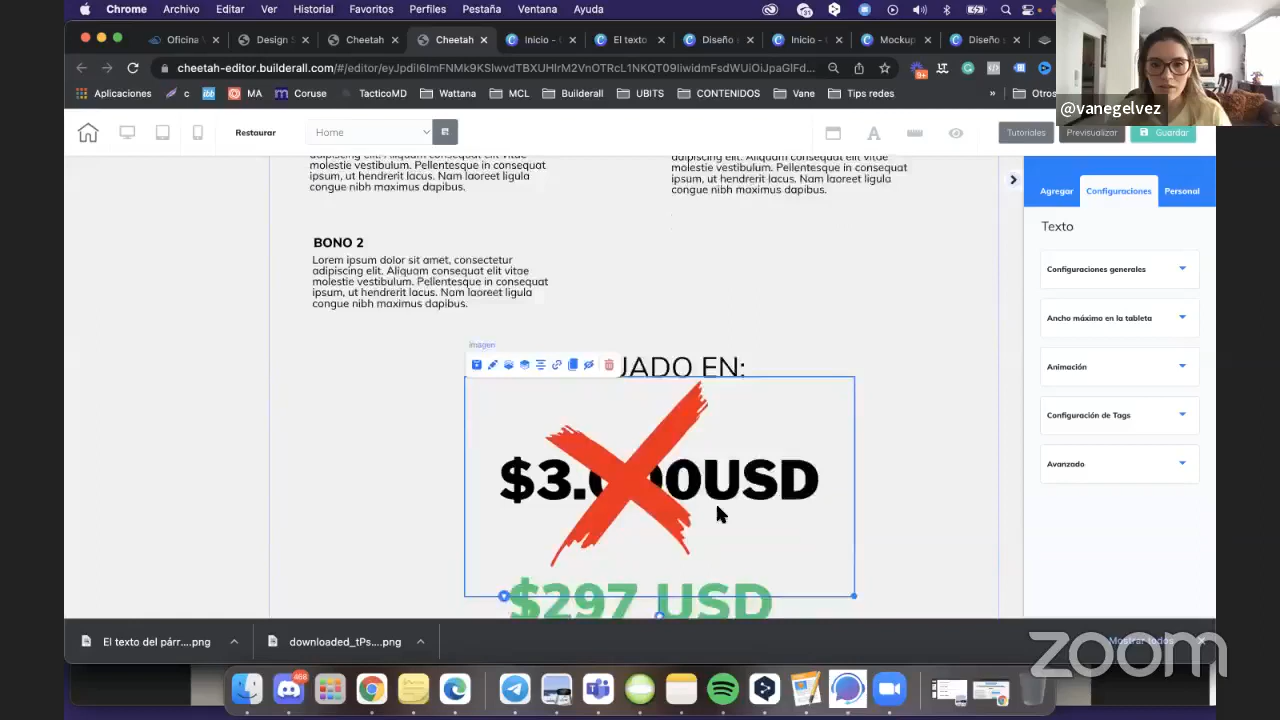 Chrome Archivo Editar Ver Historial Favoritos Perfiles Pestaña Ventana Ayuda
Oficina V Design S Cheetah Cheetah Inicio - C El texto d Diseño Inicio - Mockup Diseño
cheetah-editor.builderall.com/#/editor/
Aplicaciones c MA Coruse TacticoMD Watana MCL Builderall UBITS CONTENIDOS Vane Tips redes » Otros
@vanegelvez
Restaurar Home Tutoriales Previsualizar Guardar
adipiscing elit. Aliquam consequat elit vitae
molestie vestibulum. Pellentesque in consequat
ipsum, ut hendrerit lacus. Nam laoreet ligula
congue nibh maximus dapibus.
adipiscing elit. Aliquam consequat elit vitae
molestie vestibulum. Pellentesque in consequat
ipsum, ut hendrerit lacus. Nam laoreet ligula
congue nibh maximus dapibus.
BONO 2
Lorem ipsum dolor sit amet, consectetur
adipiscing elit. Aliquam consequat elit vitae
molestie vestibulum. Pellentesque in consequat
ipsum, ut hendrerit lacus. Nam laoreet ligula
congue nibh maximus dapibus.
imagen
UADO EN:
$3.000USD
$297 USD
Agregar Configuraciones Personal
Texto
Configuraciones generales
Ancho máximo en la tableta
Animación
Configuración de Tags
Avanzado
El texto del párr....png downloaded_tPs....png Mostrar todos
zoom
468